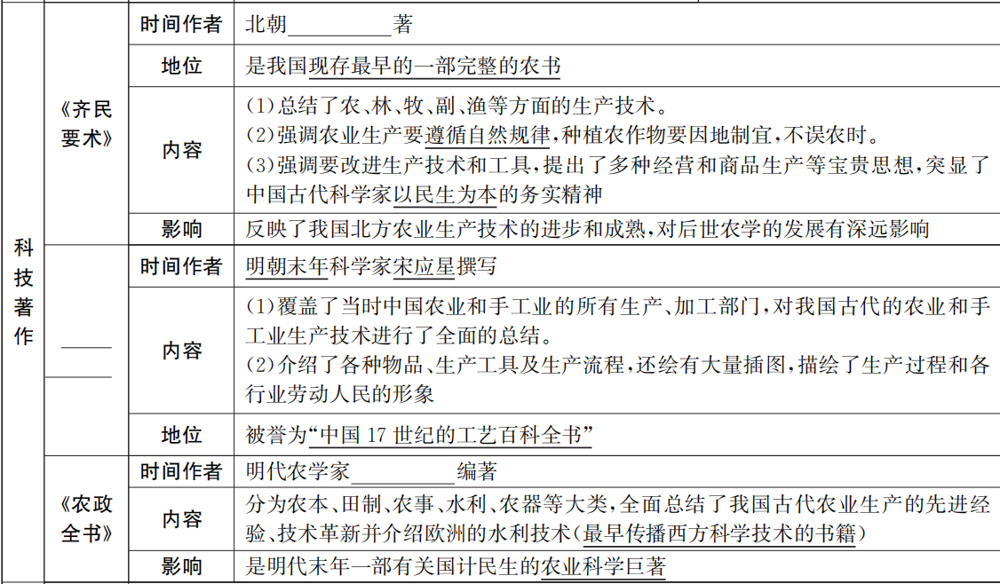 科技著作
《齐民要术》
时间作者
北朝__________著
地位
是我国现存最早的一部完整的农书
内容
(1)总结了农、林、牧、副、渔等方面的生产技术。
(2)强调农业生产要遵循自然规律,种植农作物要因地制宜,不误农时。
(3)强调要改进生产技术和工具,提出了多种经营和商品生产等宝贵思想,突显了
中国古代科学家以民生为本的务实精神
影响
反映了我国北方农业生产技术的进步和成熟,对后世农学的发展有深远影响
时间作者
明朝末年科学家宋应星撰写
内容
(1)覆盖了当时中国农业和手工业的所有生产、加工部门,对我国古代的农业和手
工业生产技术进行了全面的总结。
(2)介绍了各种物品、生产工具及生产流程,还绘有大量插图,描绘了生产过程和各
行业劳动人民的形象
地位
被誉为“中国17世纪的工艺百科全书”
《农政全书》
时间作者
明代农学家__________编著
内容
分为农本、田制、农事、水利、农器等大类,全面总结了我国古代农业生产的先进经
验、技术革新并介绍欧洲的水利技术(最早传播西方科学技术的书籍)
影响
是明代末年一部有关国计民生的农业科学巨著